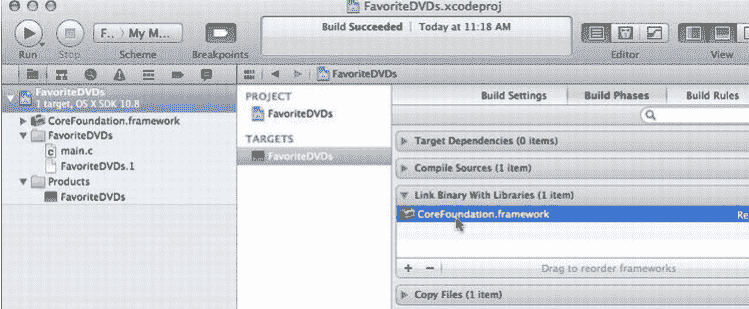 FavoriteDVDs.xcodeproj
F... 〉 My M...
Build Succeeded | Today at 11:18 AM
Run Stop Scheme Breakpoints Editor View
FavoriteDVDs
FavoriteDVDs
1 target, OS X SDK 10.8
CoreFoundation.framework
FavoriteDVDs
main.c
FavoriteDVDs.1
Products
FavoriteDVDs
PROJECT
FavoriteDVDs
TARGETS
FavoriteDVDs
Build Settings Build Phases Build Rules
Target Dependencies (0 items)
Compile Sources (1 item)
Link Binary With Libraries (1 item)
CoreFoundation.framework Re
+ −
Drag to reorder frameworks
Copy Files (1 item)